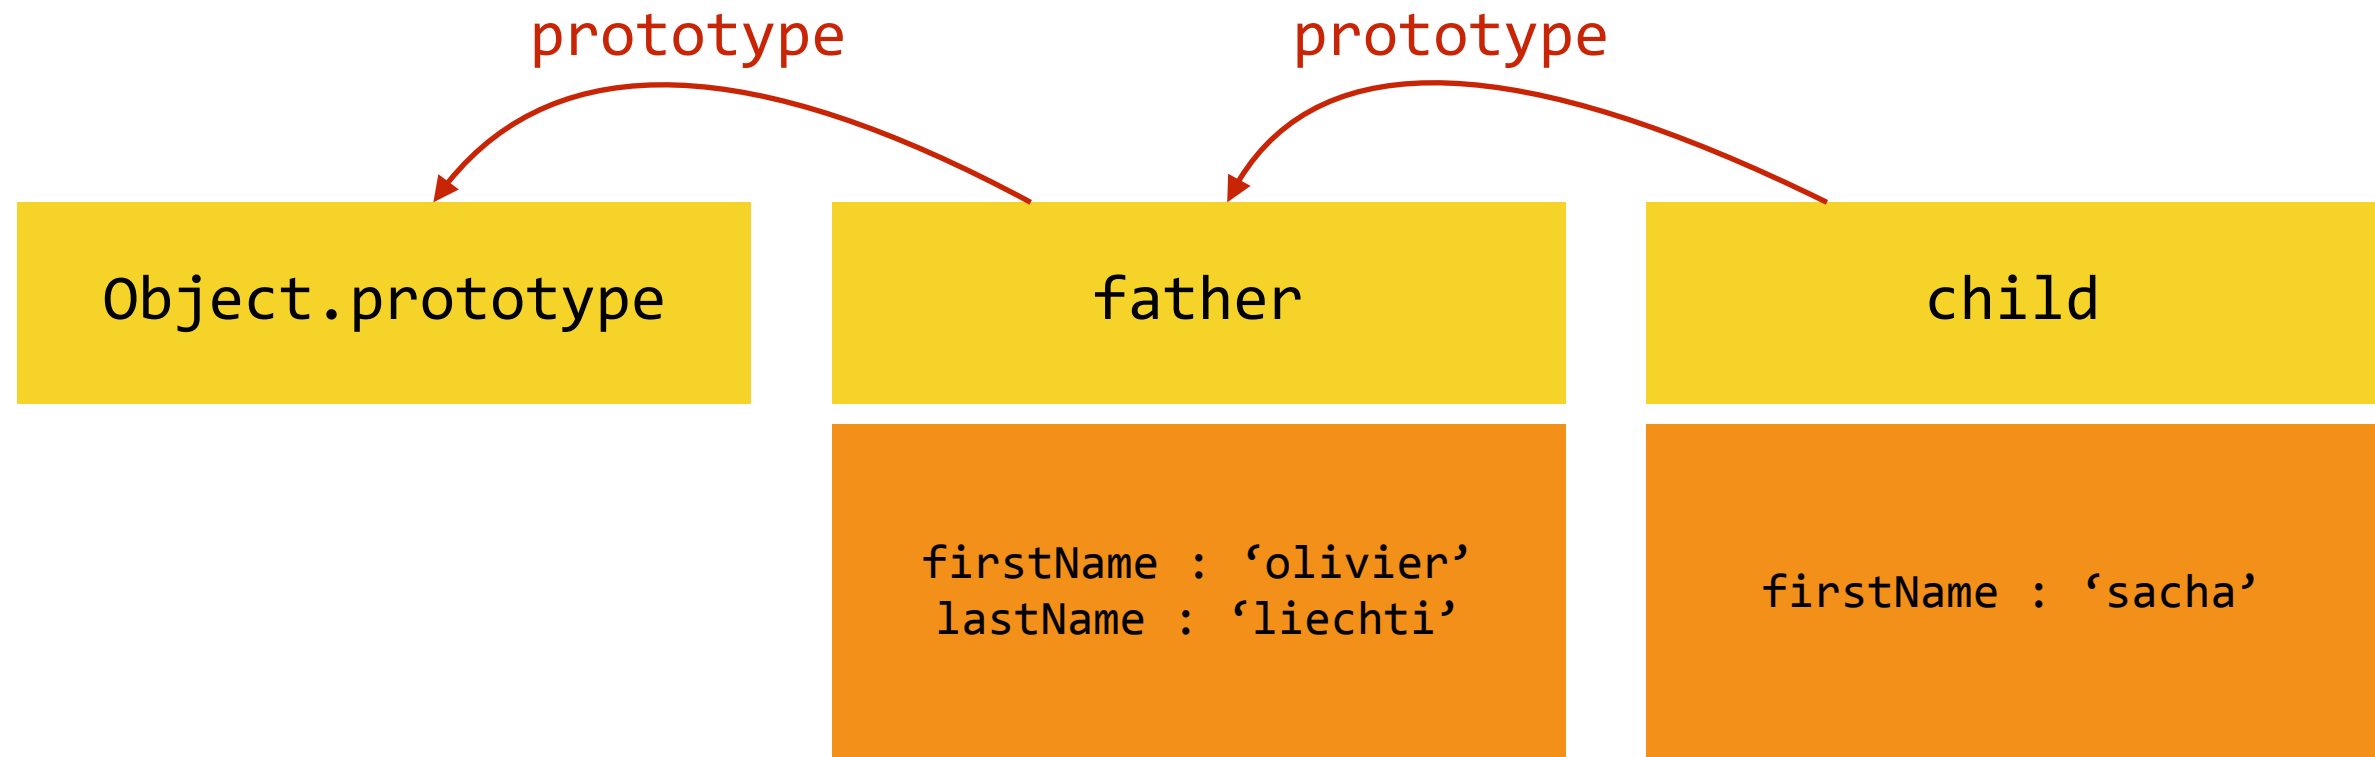 prototype
prototype
Object.prototype
father
child
firstName : ‘olivier’
lastName : ‘liechti’
firstName : ‘sacha’